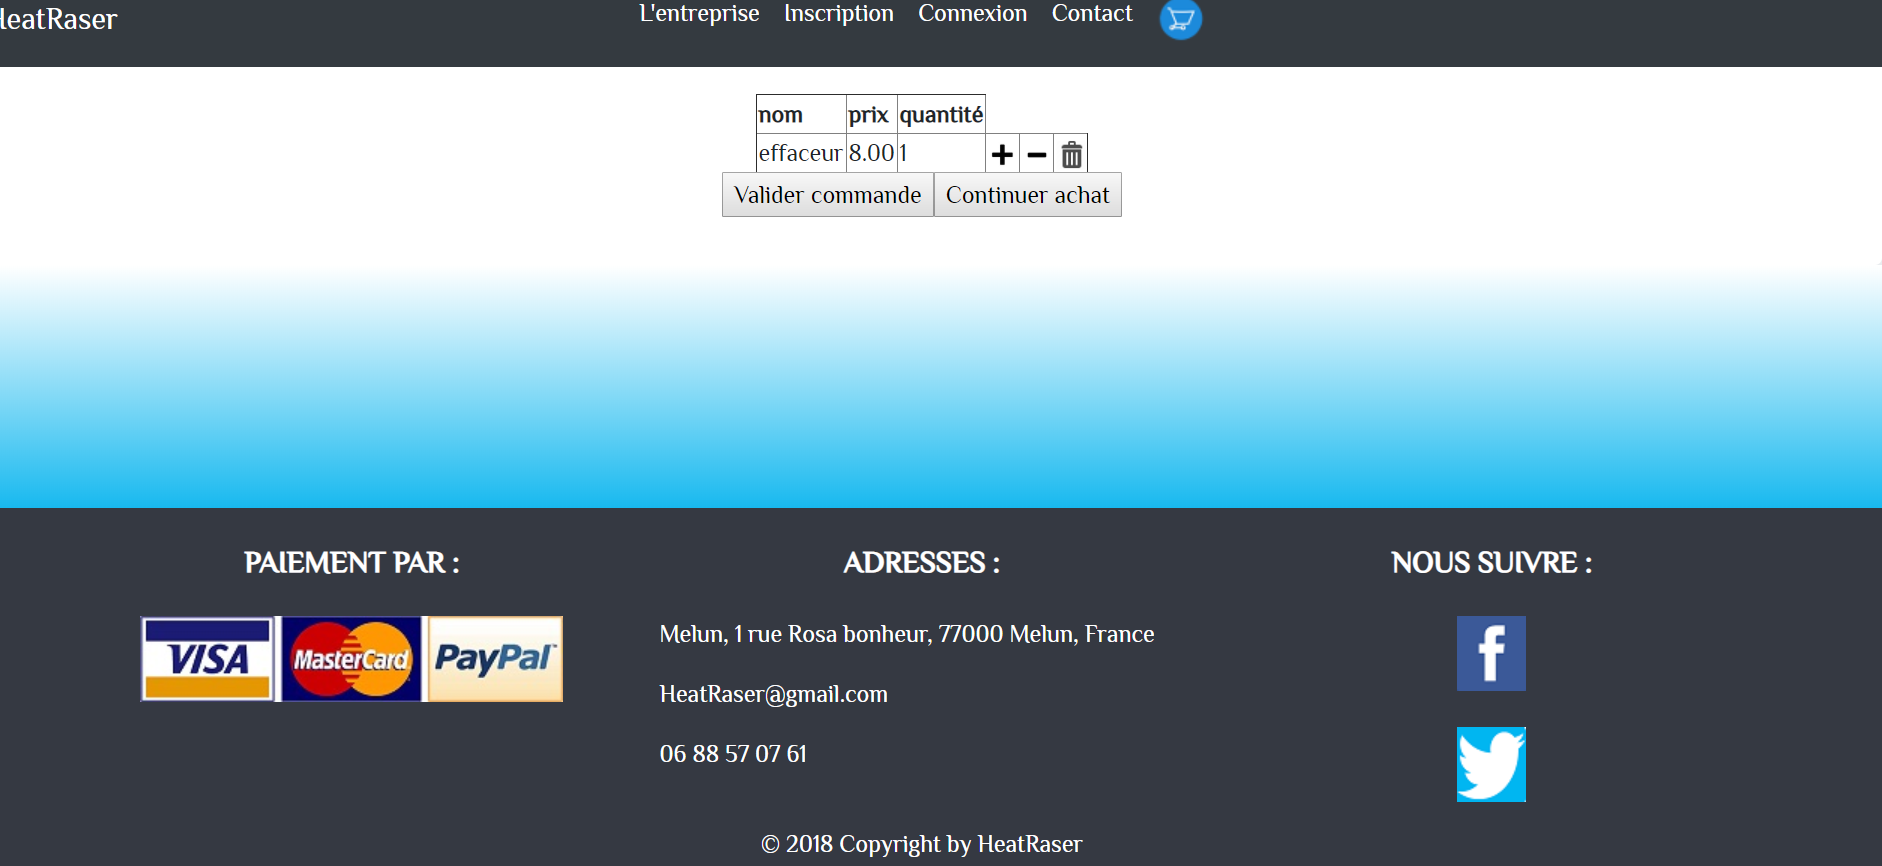 HeatRaser
L'entreprise Inscription Connexion Contact
nom prix quantité
effaceur 8.00 1
Valider commande Continuer achat
PAIEMENT PAR :
VISA MasterCard PayPal™
ADRESSES :
Melun, 1 rue Rosa bonheur, 77000 Melun, France
HeatRaser@gmail.com
06 88 57 07 61
NOUS SUIVRE :
© 2018 Copyright by HeatRaser